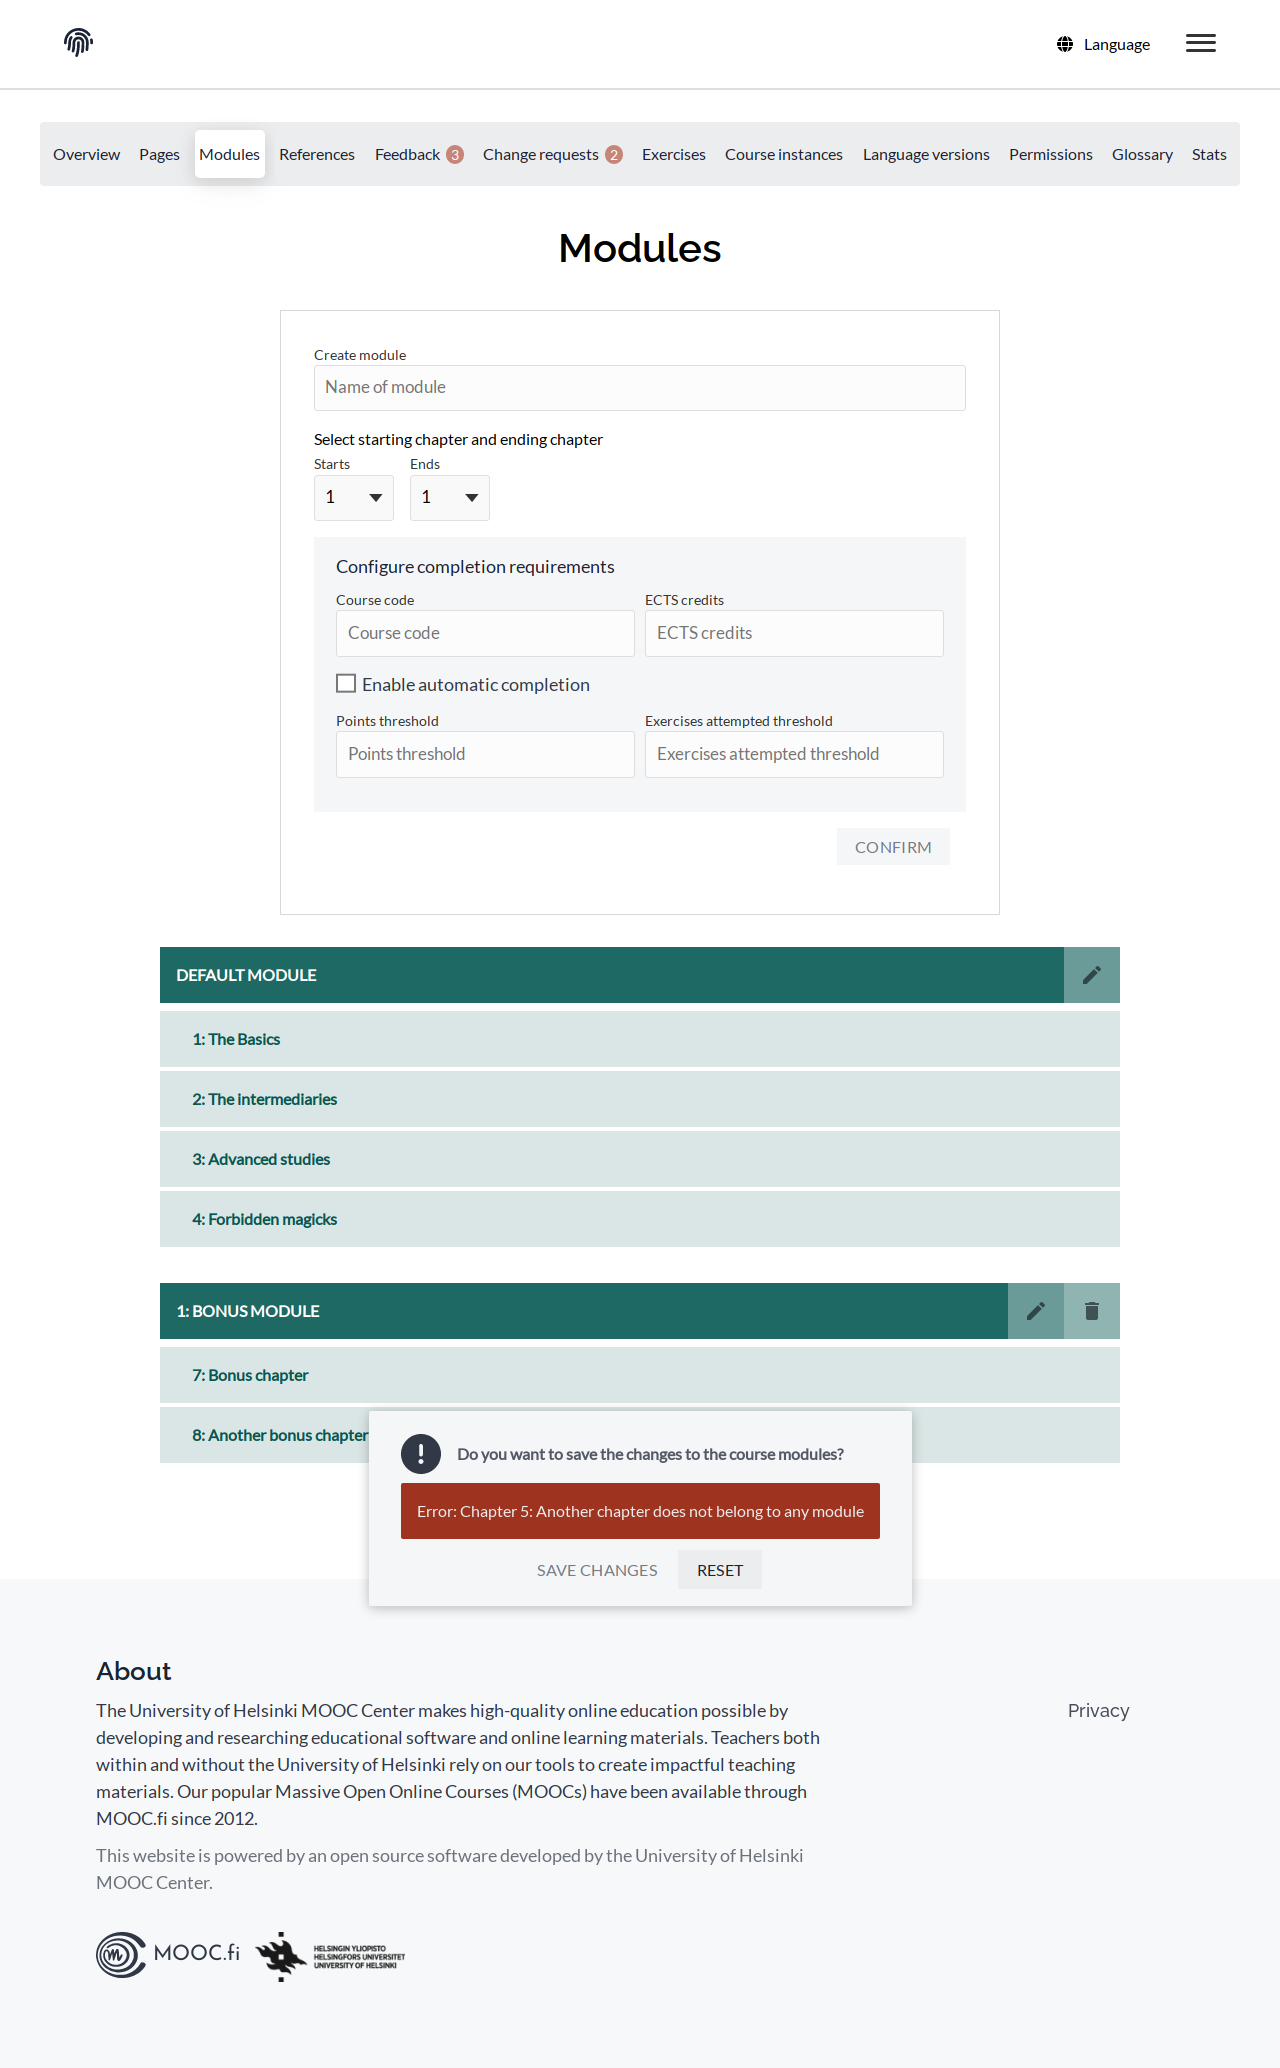 Language
Overview Pages Modules References Feedback 3 Change requests 2 Exercises Course instances Language versions Permissions Glossary Stats
Modules
Create module
Name of module
Select starting chapter and ending chapter
Starts Ends
1 1
Configure completion requirements
Course code ECTS credits
Course code ECTS credits
Enable automatic completion
Points threshold Exercises attempted threshold
Points threshold Exercises attempted threshold
CONFIRM
DEFAULT MODULE
1: The Basics
2: The intermediaries
3: Advanced studies
4: Forbidden magicks
1: BONUS MODULE
7: Bonus chapter
8: Another bonus chapter
Do you want to save the changes to the course modules?
Error: Chapter 5: Another chapter does not belong to any module
SAVE CHANGES RESET
About
The University of Helsinki MOOC Center makes high-quality online education possible by
developing and researching educational software and online learning materials. Teachers both
within and without the University of Helsinki rely on our tools to create impactful teaching
materials. Our popular Massive Open Online Courses (MOOCs) have been available through
MOOC.fi since 2012.
Privacy
This website is powered by an open source software developed by the University of Helsinki
MOOC Center.
MOOC.fi
HELSINGIN YLIOPISTO
HELSINGFORS UNIVERSITET
UNIVERSITY OF HELSINKI